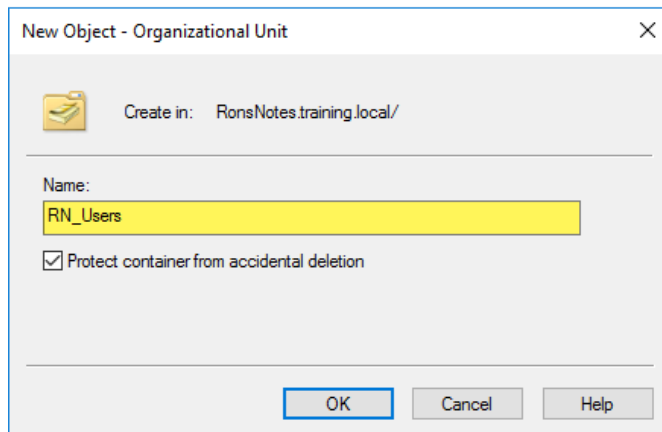 New Object - Organizational Unit
Create in: RonsNotes.training.local/
Name:
RN_Users
Protect container from accidental deletion
OK Cancel Help